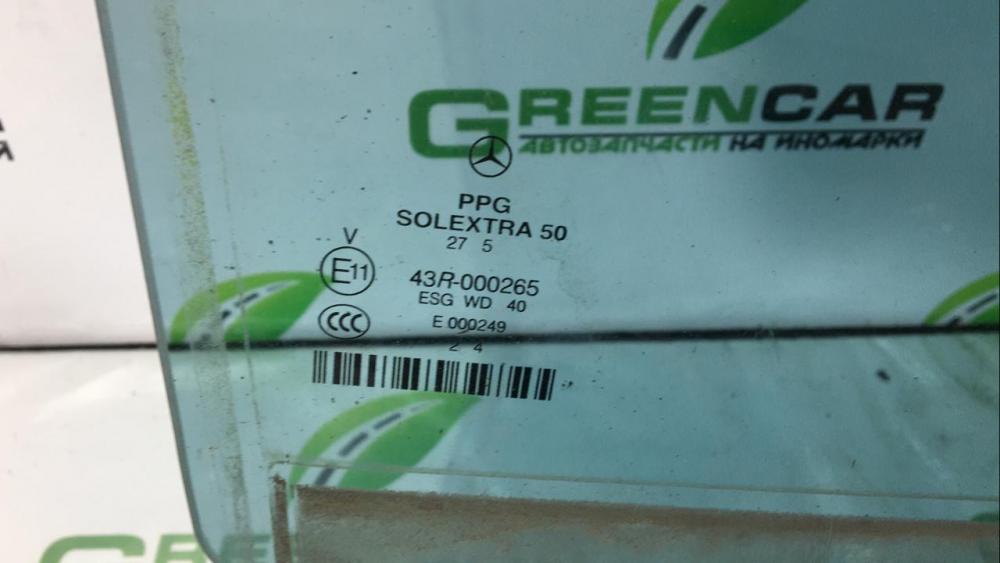 GREENCAR
АВТОЗАПЧАСТИ НА ИНОМАРКИ
PPG
SOLEXTRA 50
27 5
V
E11
43R-000265
ESG WD 40
CCC
E 000249
2 4